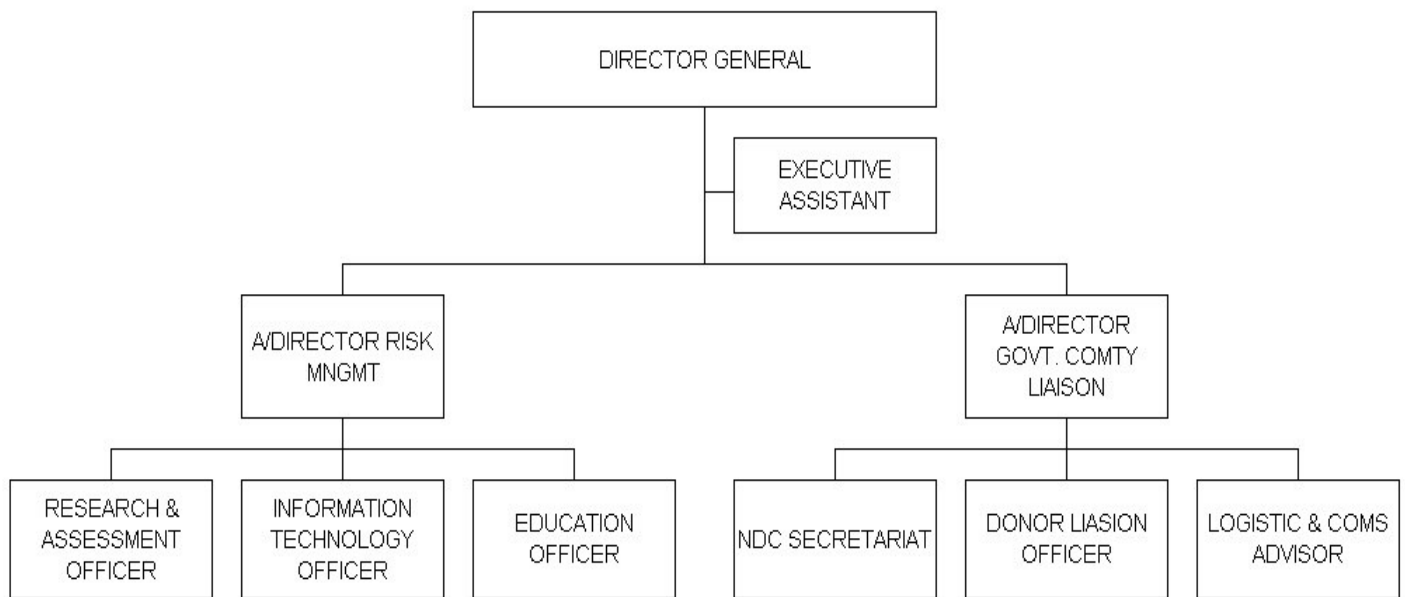 DIRECTOR GENERAL
EXECUTIVE
ASSISTANT
A/DIRECTOR RISK
MNGMT
A/DIRECTOR
GOVT. COMTY
LIAISON
RESEARCH &
ASSESSMENT
OFFICER
INFORMATION
TECHNOLOGY
OFFICER
EDUCATION
OFFICER
NDC SECRETARIAT
DONOR LIASION
OFFICER
LOGISTIC & COMS
ADVISOR